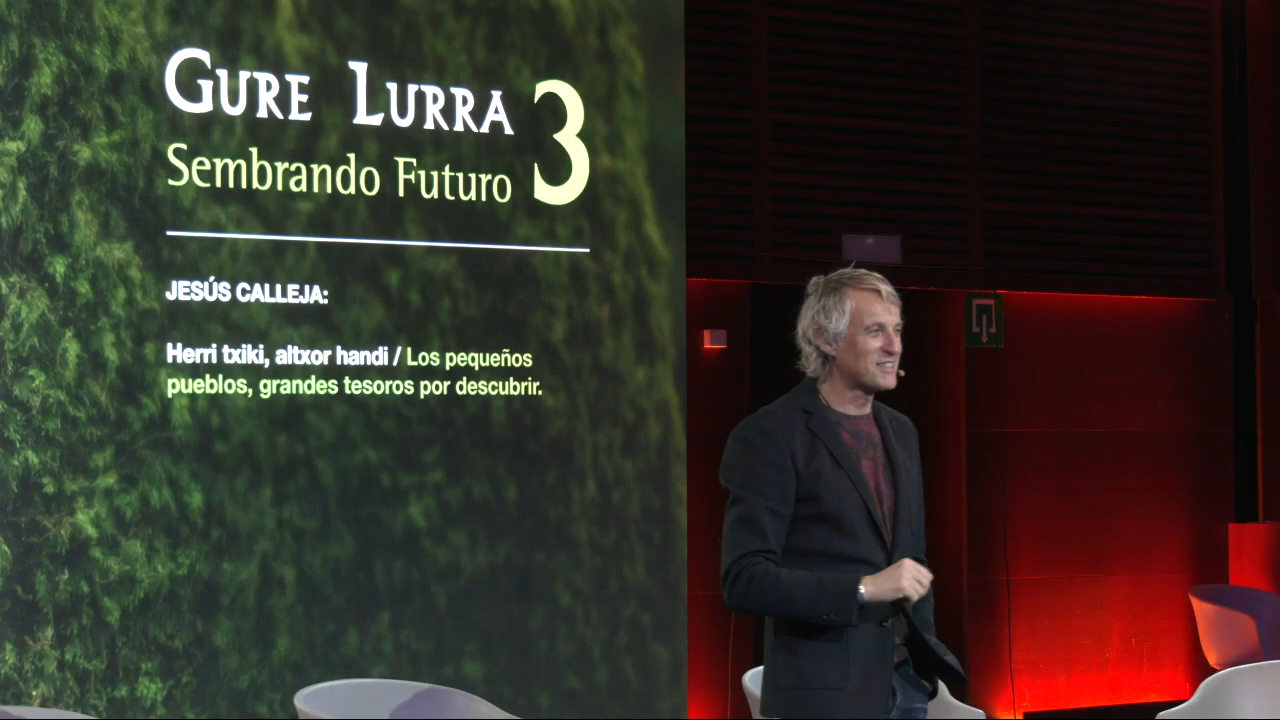 GURE LURRA 3
Sembrando Futuro
JESÚS CALLEJA:
Herri txiki, altxor handi / Los pequeños
pueblos, grandes tesoros por descubrir.